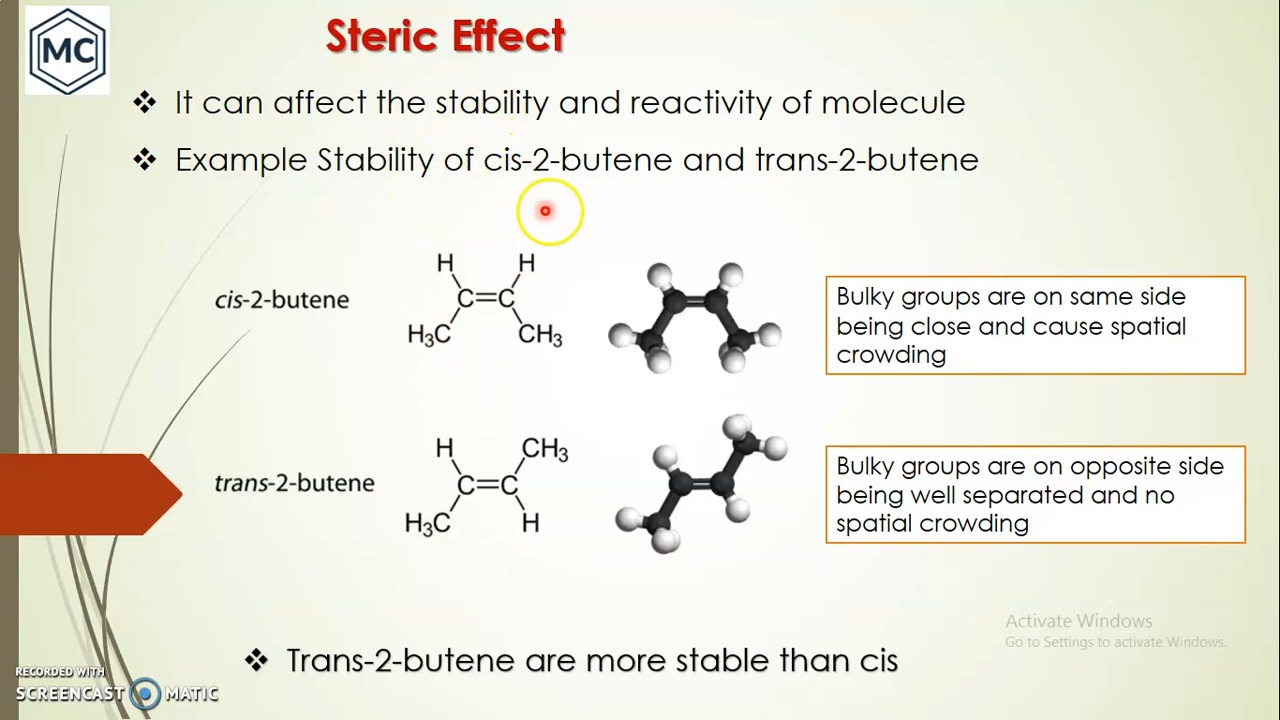 MC
Steric Effect
It can affect the stability and reactivity of molecule
Example Stability of cis-2-butene and trans-2-butene
cis-2-butene
H H
C=C
H₃C CH₃
Bulky groups are on same side
being close and cause spatial
crowding
trans-2-butene
H CH₃
C=C
H₃C H
Bulky groups are on opposite side
being well separated and no
spatial crowding
Activate Windows
Go to Settings to activate Windows.
Trans-2-butene are more stable than cis
RECORDED WITH
SCREENCAST MATIC